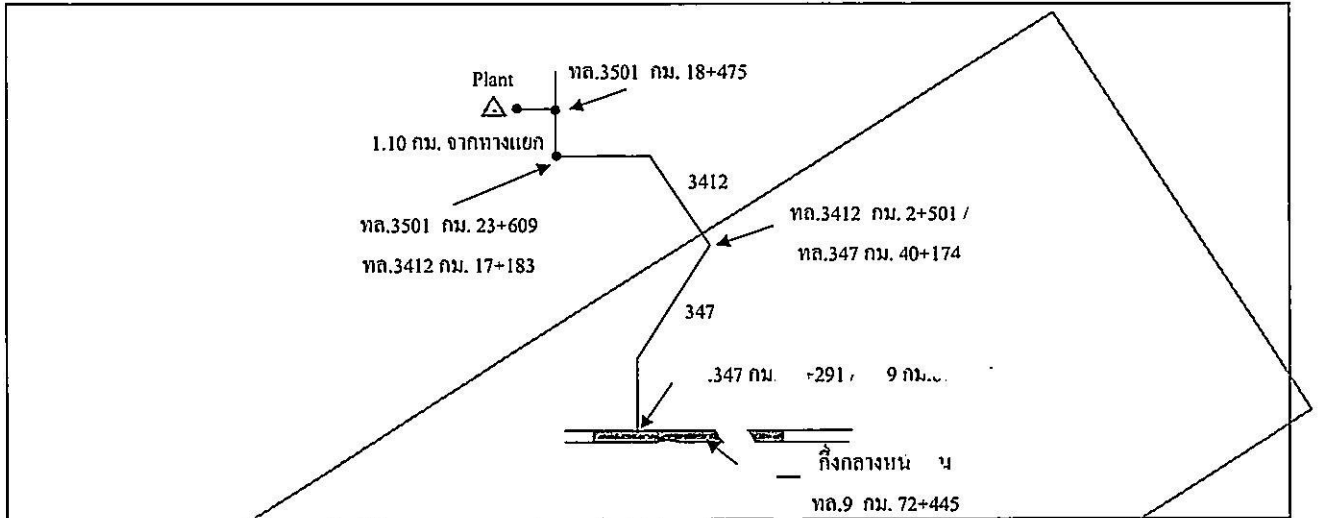 Plant
ทล.3501 กม. 18+475
1.10 กม. จากทางแยก
3412
ทล.3501 กม. 23+609
ทล.3412 กม. 17+183
ทล.3412 กม. 2+501 /
ทล.347 กม. 40+174
347
.347 กม. +291 / 9 กม.
กึ่งกลางหน
ทล.9 กม. 72+445